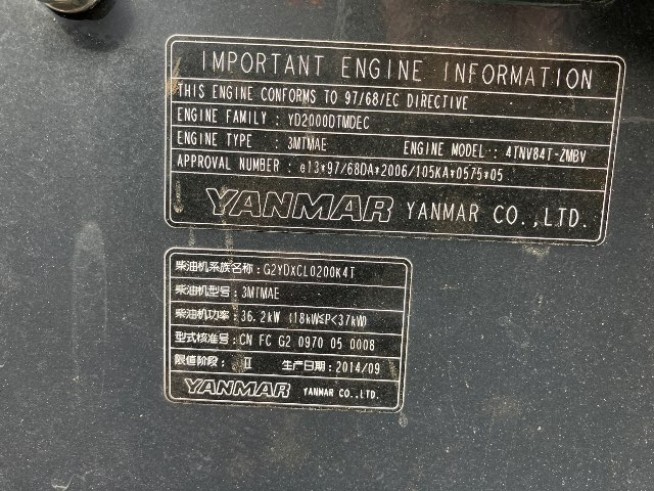 IMPORTANT ENGINE INFORMATION
THIS ENGINE CONFORMS TO 97/68/EC DIRECTIVE
ENGINE FAMILY : YD2000DTMDEC
ENGINE TYPE : 3MTMAE ENGINE MODEL : 4TNV84T-ZMBV
APPROVAL NUMBER : e13*97/68DA*2006/105KA*0575*05
YANMAR YANMAR CO.,LTD.
柴油机系族名称：G2YDXCL0200K4T
柴油机型号：3MTMAE
柴油机功率：36.2kW (18kW≤P<37kW)
型式核准号：CN FC G2 0970 05 0008
限值阶段：Ⅱ 生产日期：2014/09
YANMAR YANMAR CO.,LTD.